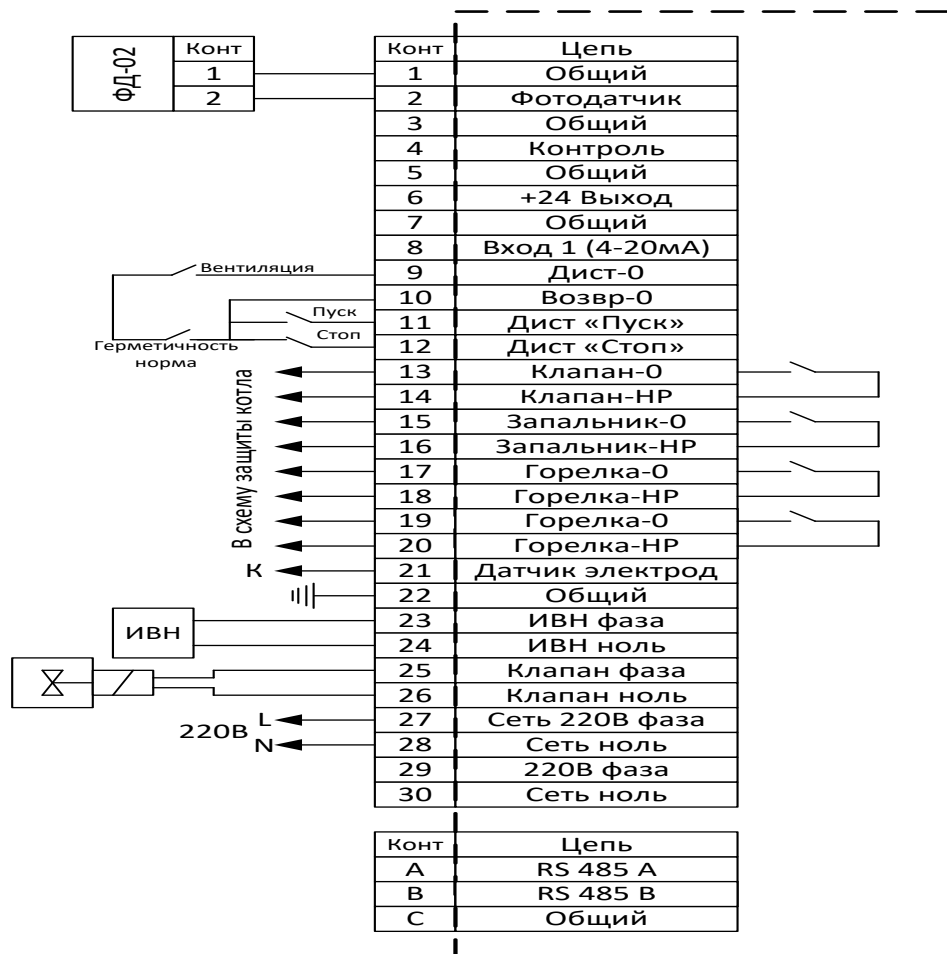 ФД-02
Конт
1
2
Конт Цепь
1 Общий
2 Фотодатчик
3 Общий
4 Контроль
5 Общий
6 +24 Выход
7 Общий
8 Вход 1 (4-20мА)
Вентиляция 9 Дист-0
10 Возвр-0
Пуск 11 Дист «Пуск»
Стоп 12 Дист «Стоп»
Герметичность
норма
В схему защиты котла
13 Клапан-0
14 Клапан-НР
15 Запальник-0
16 Запальник-НР
17 Горелка-0
18 Горелка-НР
19 Горелка-0
20 Горелка-НР
К 21 Датчик электрод
22 Общий
ИВН
23 ИВН фаза
24 ИВН ноль
25 Клапан фаза
26 Клапан ноль
220В
L 27 Сеть 220В фаза
N 28 Сеть ноль
29 220В фаза
30 Сеть ноль
Конт Цепь
A RS 485 A
B RS 485 B
C Общий